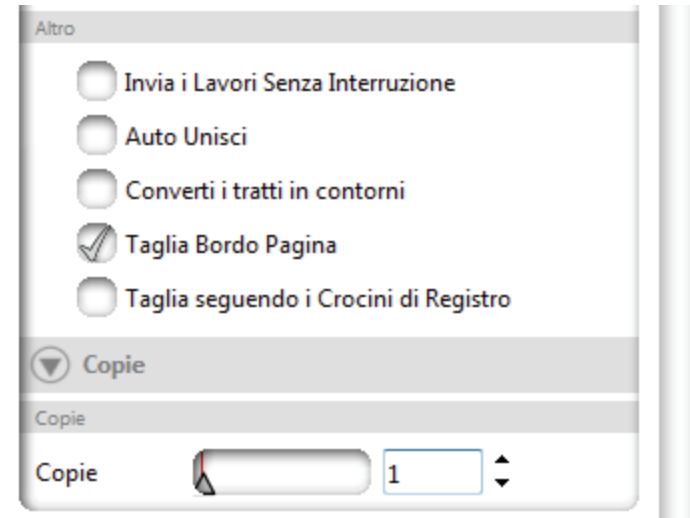 Altro
Invia i Lavori Senza Interruzione
Auto Unisci
Converti i tratti in contorni
Taglia Bordo Pagina
Taglia seguendo i Crocini di Registro
Copie
Copie
Copie 1